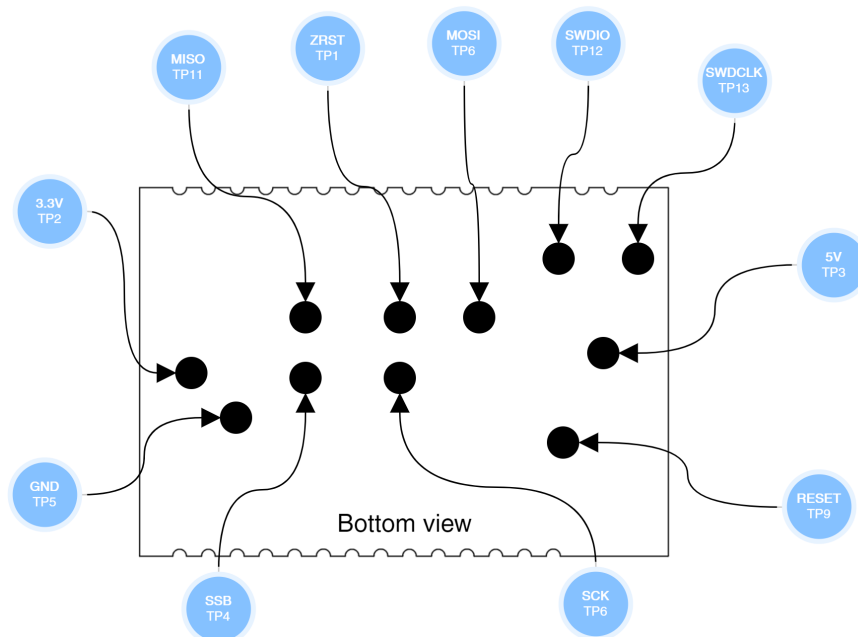 MISO
TP11
ZRST
TP1
MOSI
TP6
SWDIO
TP12
SWDCLK
TP13
3.3V
TP2
5V
TP3
GND
TP5
RESET
TP9
Bottom view
SSB
TP4
SCK
TP6